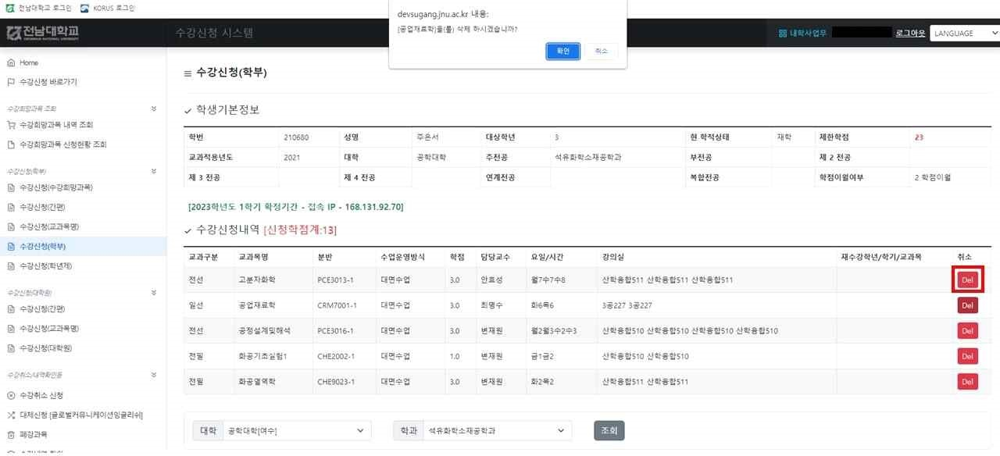 전남대학교 로그인 KORUS 로그인
devsugang.jnu.ac.kr 내용:
[공업재료학]을(를) 삭제 하시겠습니까?
확인 취소
전남대학교
CHONNAM NATIONAL UNIVERSITY
수강신청 시스템
내학사업무 로그아웃 LANGUAGE
Home
수강신청 바로가기
수강희망과목 조회
수강희망과목 내역 조회
수강희망과목 신청현황 조회
수강신청(학부)
수강신청(수강희망과목)
수강신청(간편)
수강신청(교과목명)
수강신청(학부)
수강신청(학년제)
수강신청(대학원)
수강신청(간편)
수강신청(교과목명)
수강신청(대학원)
수강취소/내역확인등
수강취소 신청
대체신청 [글로벌커뮤니케이션잉글리쉬]
폐강과목
수강신청(학부)
학생기본정보
학번 210680 성명 주은서 대상학년 3 현 학적상태 재학 제한학점 23
교과적용년도 2021 대학 공학대학 주전공 석유화학소재공학과 부전공 제 2 전공
제 3 전공 제 4 전공 연계전공 복합전공 학점이월여부 2 학점이월
[2023학년도 1학기 확정기간 - 접속 IP - 168.131.92.70]
수강신청내역 [신청학점계:13]
교과구분 교과목명 분반 수업운영방식 학점 담당교수 요일/시간 강의실 재수강학년/학기/교과목 취소
전선 고분자화학 PCE3013-1 대면수업 3.0 안효성 월7수7수8 산학융합511 산학융합511 산학융합511 Del
일선 공업재료학 CRM7001-1 대면수업 3.0 최명수 화6목6 3공227 3공227 Del
전선 공정설계및해석 PCE3016-1 대면수업 3.0 변재원 월2월3수2수3 산학융합510 산학융합510 산학융합510 산학융합510 Del
전필 화공기초실험1 CHE2002-1 대면수업 1.0 변재원 금1금2 산학융합510 산학융합510 Del
전필 화공열역학 CHE9023-1 대면수업 3.0 변재원 화2목2 산학융합511 산학융합511 Del
대학 공학대학[여수] 학과 석유화학소재공학과 조회